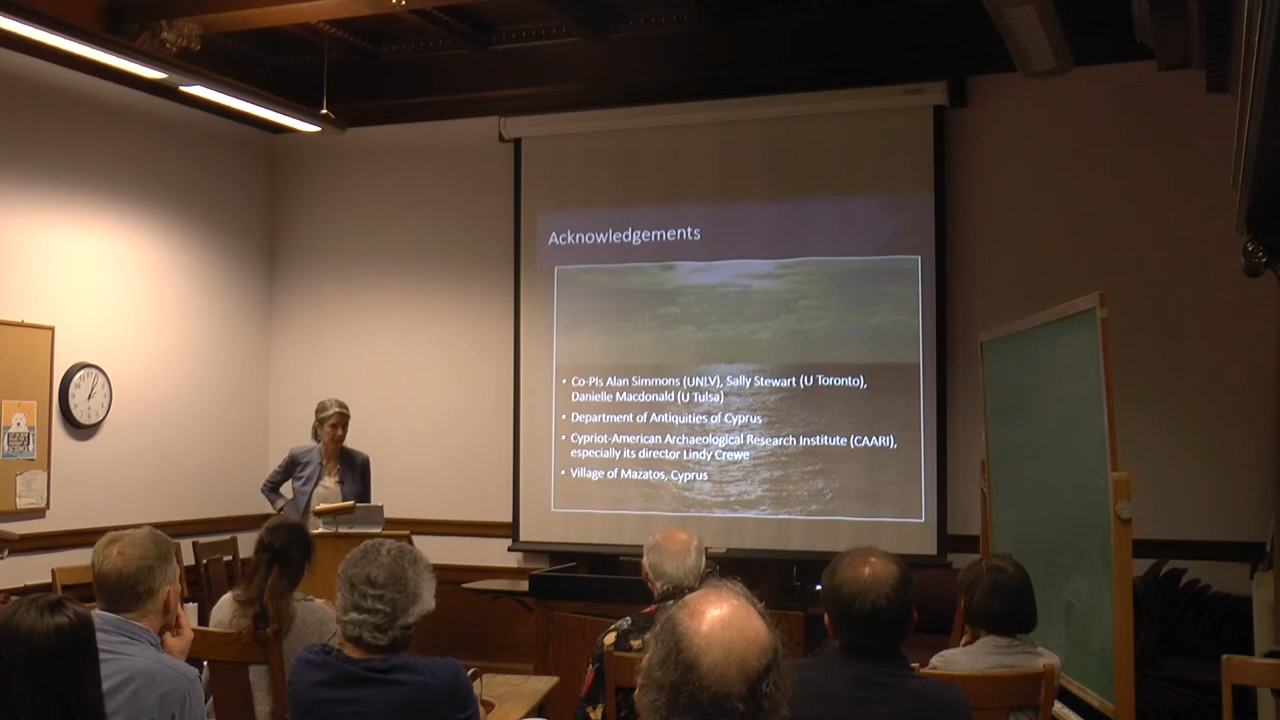 Acknowledgements
• Co-PIs Alan Simmons (UNLV), Sally Stewart (U Toronto),
Danielle Macdonald (U Tulsa)
• Department of Antiquities of Cyprus
• Cypriot-American Archaeological Research Institute (CAARI),
especially its director Lindy Crewe
• Village of Mazatos, Cyprus